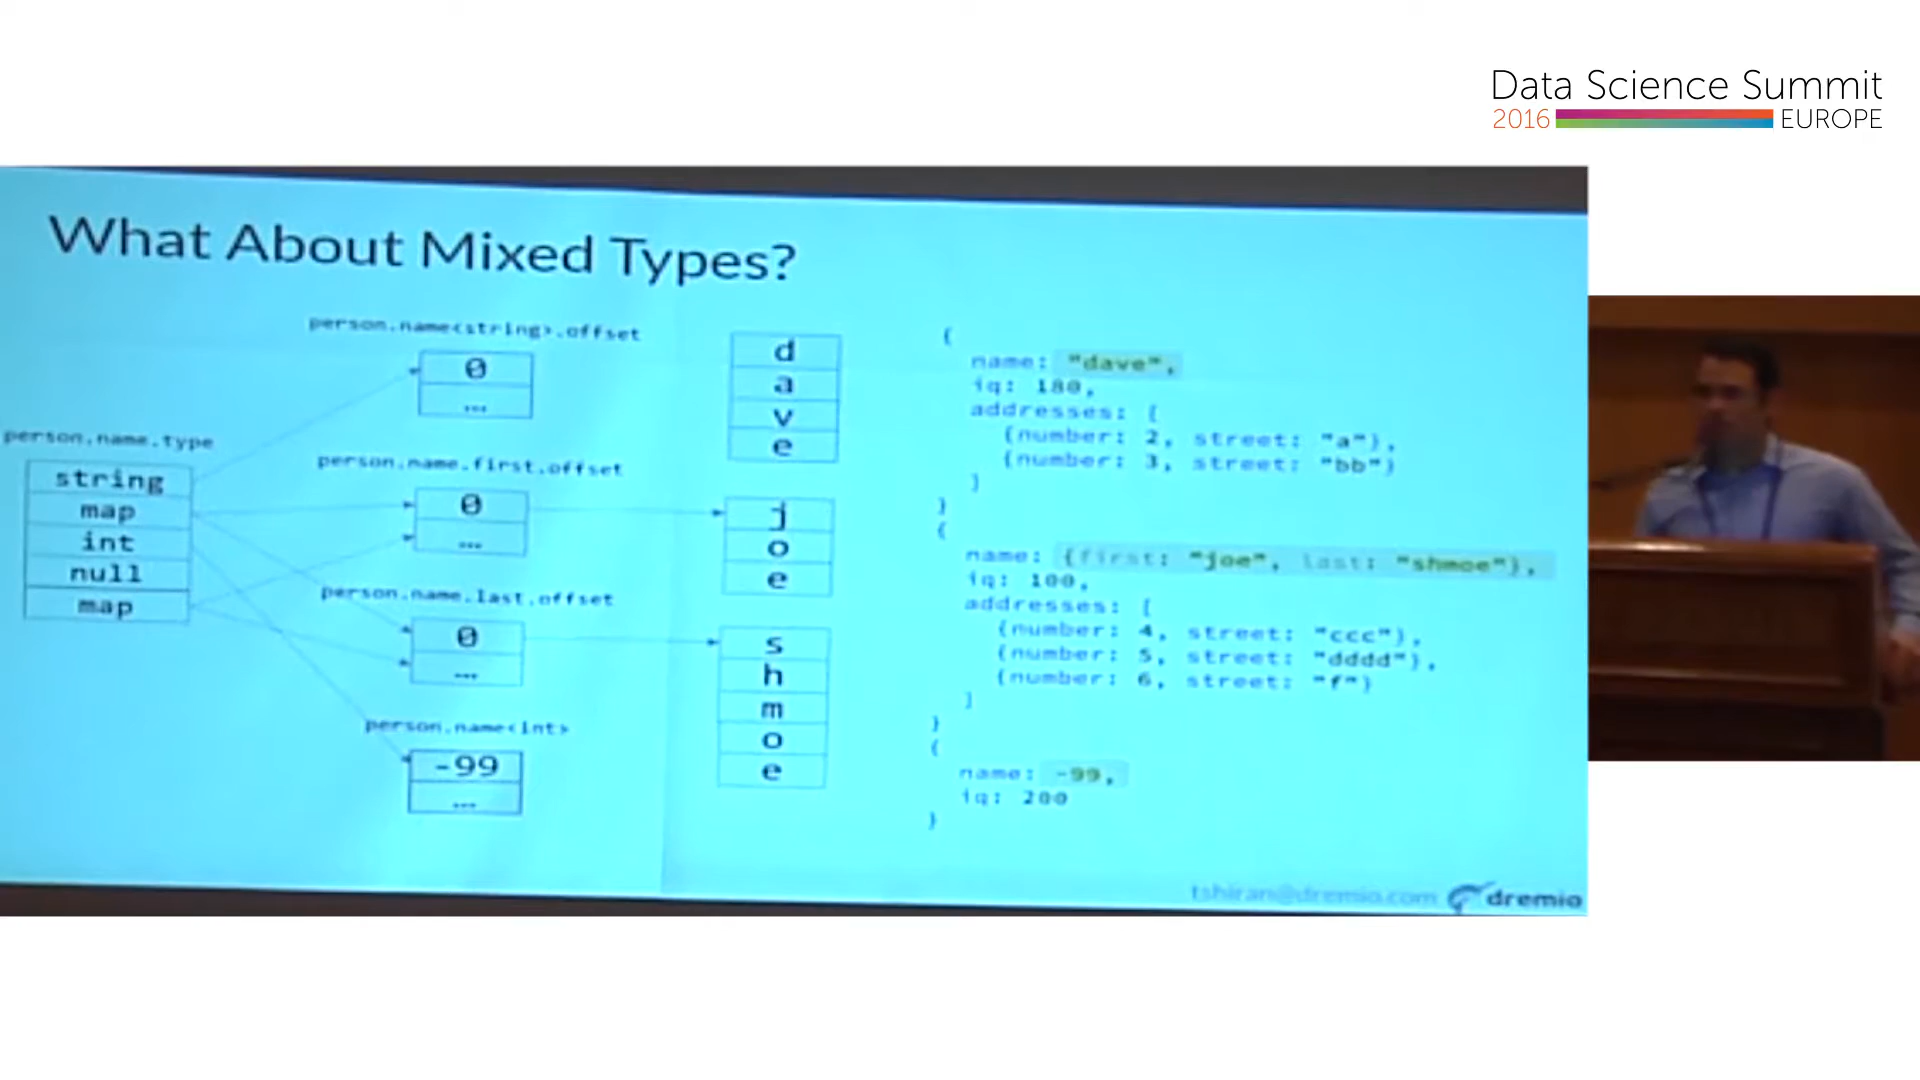 Data Science Summit
2016 EUROPE
What About Mixed Types?
person.name.type
string
map
int
null
map
person.name<string>.offset
0
...
person.name.first.offset
0
...
person.name.last.offset
0
...
person.name<int>
-99
...
d
a
v
e
j
o
e
s
h
m
o
e
{
name: "dave",
iq: 180,
addresses: [
{number: 2, street: "a"},
{number: 3, street: "bb"}
]
}
{
name: {first: "joe", last: "shmoe"},
iq: 100,
addresses: [
{number: 4, street: "ccc"},
{number: 5, street: "dddd"},
{number: 6, street: "f"}
]
}
{
name: -99,
iq: 200
}
tshiran@dremio.com dremio